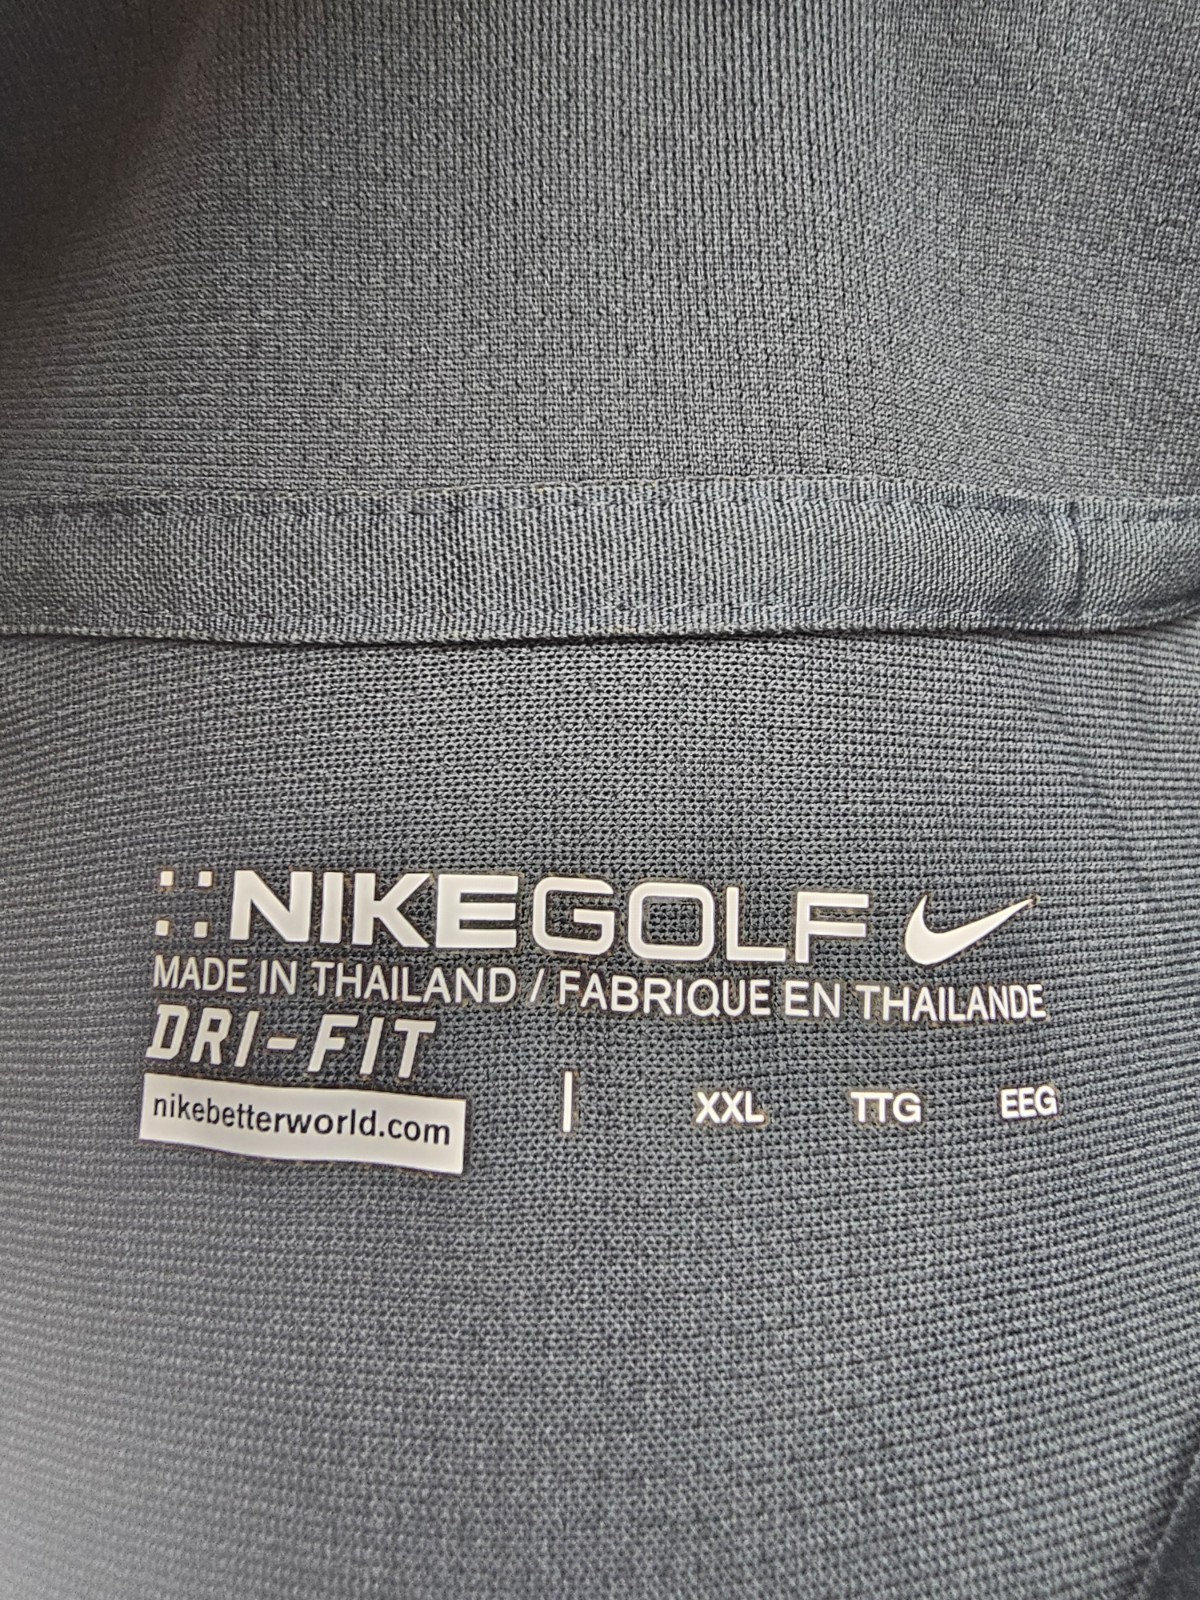 ::NIKEGOLF
MADE IN THAILAND / FABRIQUE EN THAILANDE
DRI-FIT
nikebetterworld.com | XXL TTG EEG